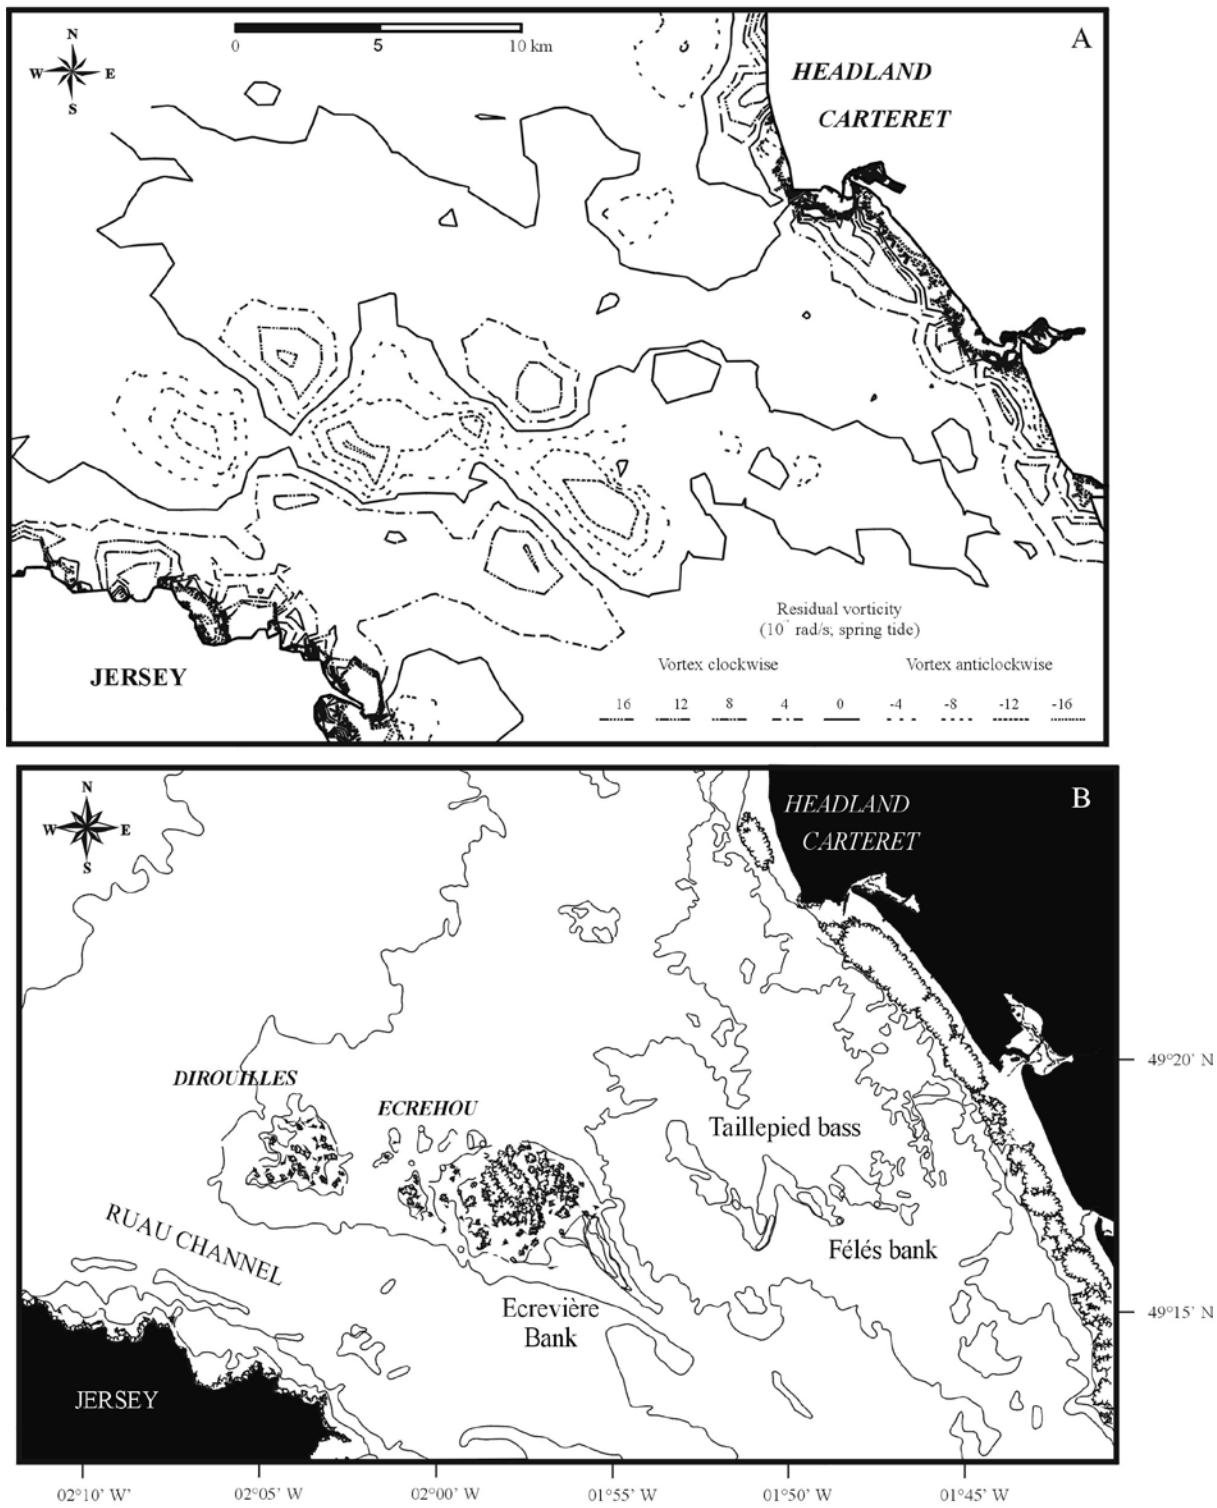 A
N
W E
S
0 5 10 km
HEADLAND
CARTERET
Residual vorticity
rad/s; spring tide)
Vortex clockwise Vortex anticlockwise
16 12 8 4 0 -4 -8 -12 -16
JERSEY
B
N
W E
S
HEADLAND
CARTERET
49°20' N
DIROUILLES
ECREHOU
Taillepied bass
RUAU CHANNEL
Félés bank
Ecrevière
Bank
49°15' N
JERSEY
02°10' W' 02°05' W 02°00' W 01°55' W 01°50' W 01°45' W